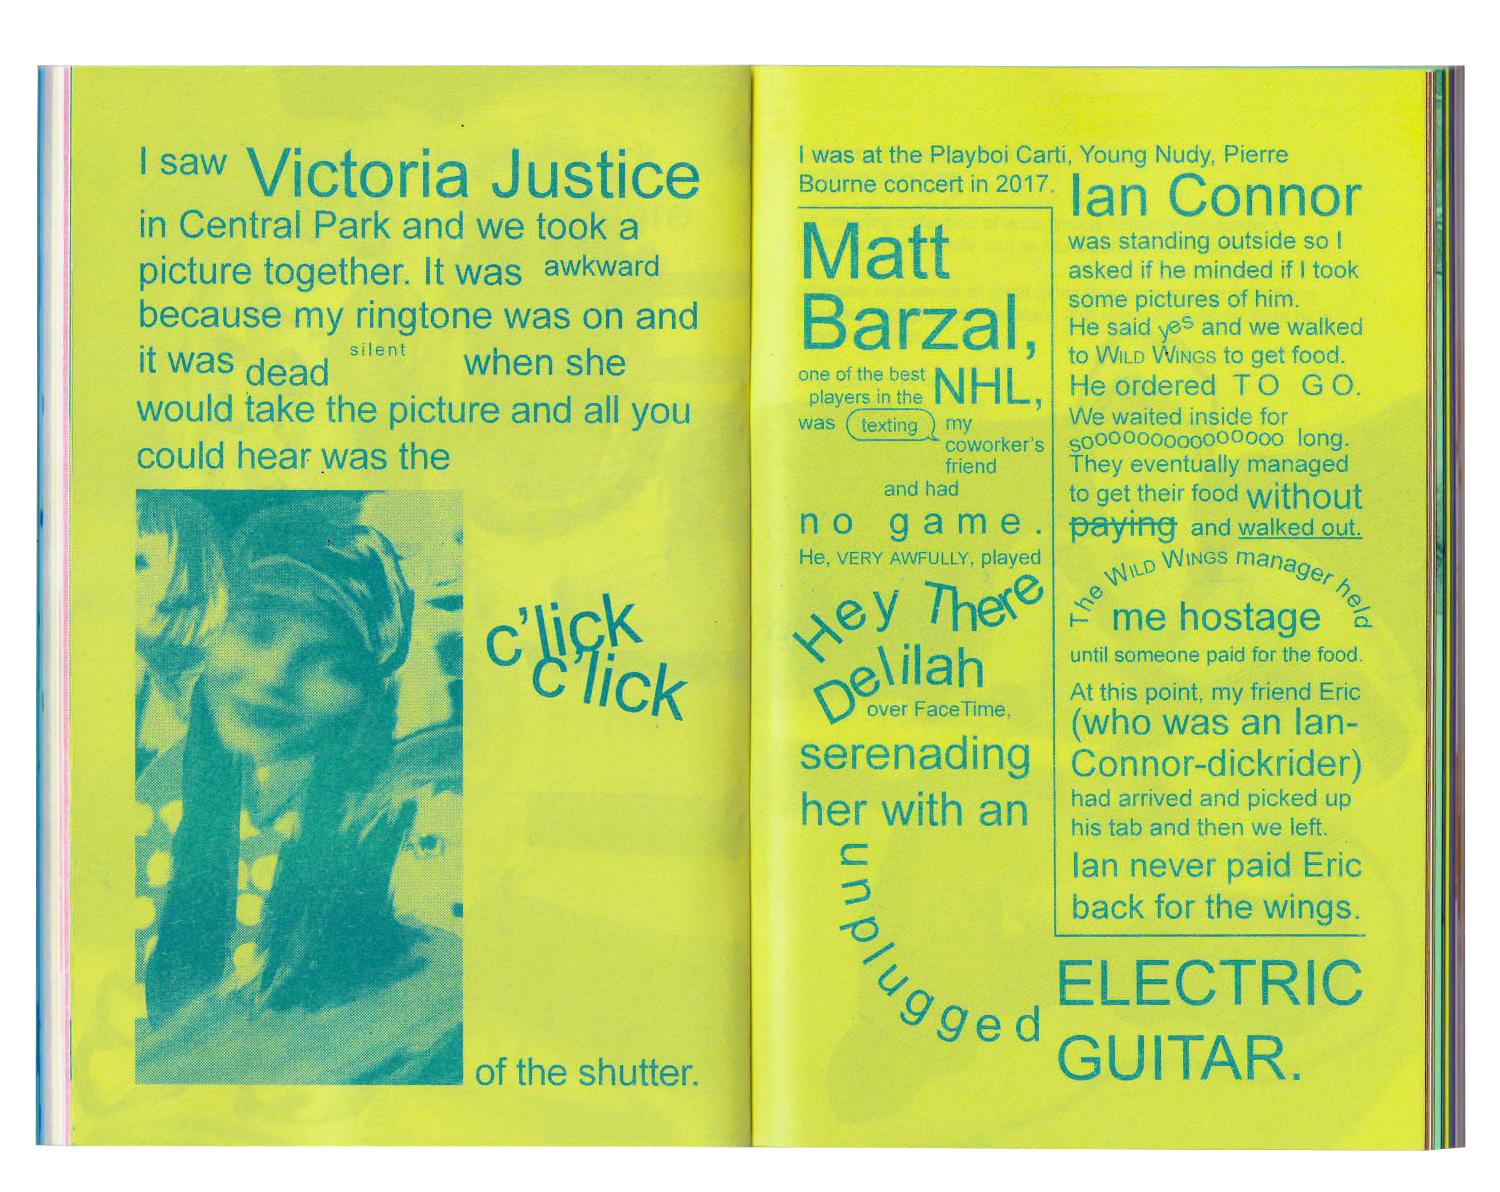 I saw Victoria Justice
in Central Park and we took a
picture together. It was awkward
because my ringtone was on and
it was dead silent when she
would take the picture and all you
could hear was the
c'lick
c'lick
of the shutter.
I was at the Playboi Carti, Young Nudy, Pierre
Bourne concert in 2017.
Ian Connor
was standing outside so I
asked if he minded if I took
some pictures of him.
He said yes and we walked
to WILD WINGS to get food.
He ordered TO GO.
We waited inside for
soooooooooooooooo long.
They eventually managed
to get their food without
paying and walked out.
The WILD WINGS manager held
me hostage
until someone paid for the food.
At this point, my friend Eric
(who was an Ian-
Connor-dickrider)
had arrived and picked up
his tab and then we left.
Ian never paid Eric
back for the wings.
Matt
Barzal,
one of the best
players in the NHL,
was texting my
coworker's
friend
and had
no game.
He, VERY AWFULLY, played
Hey There
Delilah
over FaceTime,
serenading
her with an
unplugged
ELECTRIC
GUITAR.